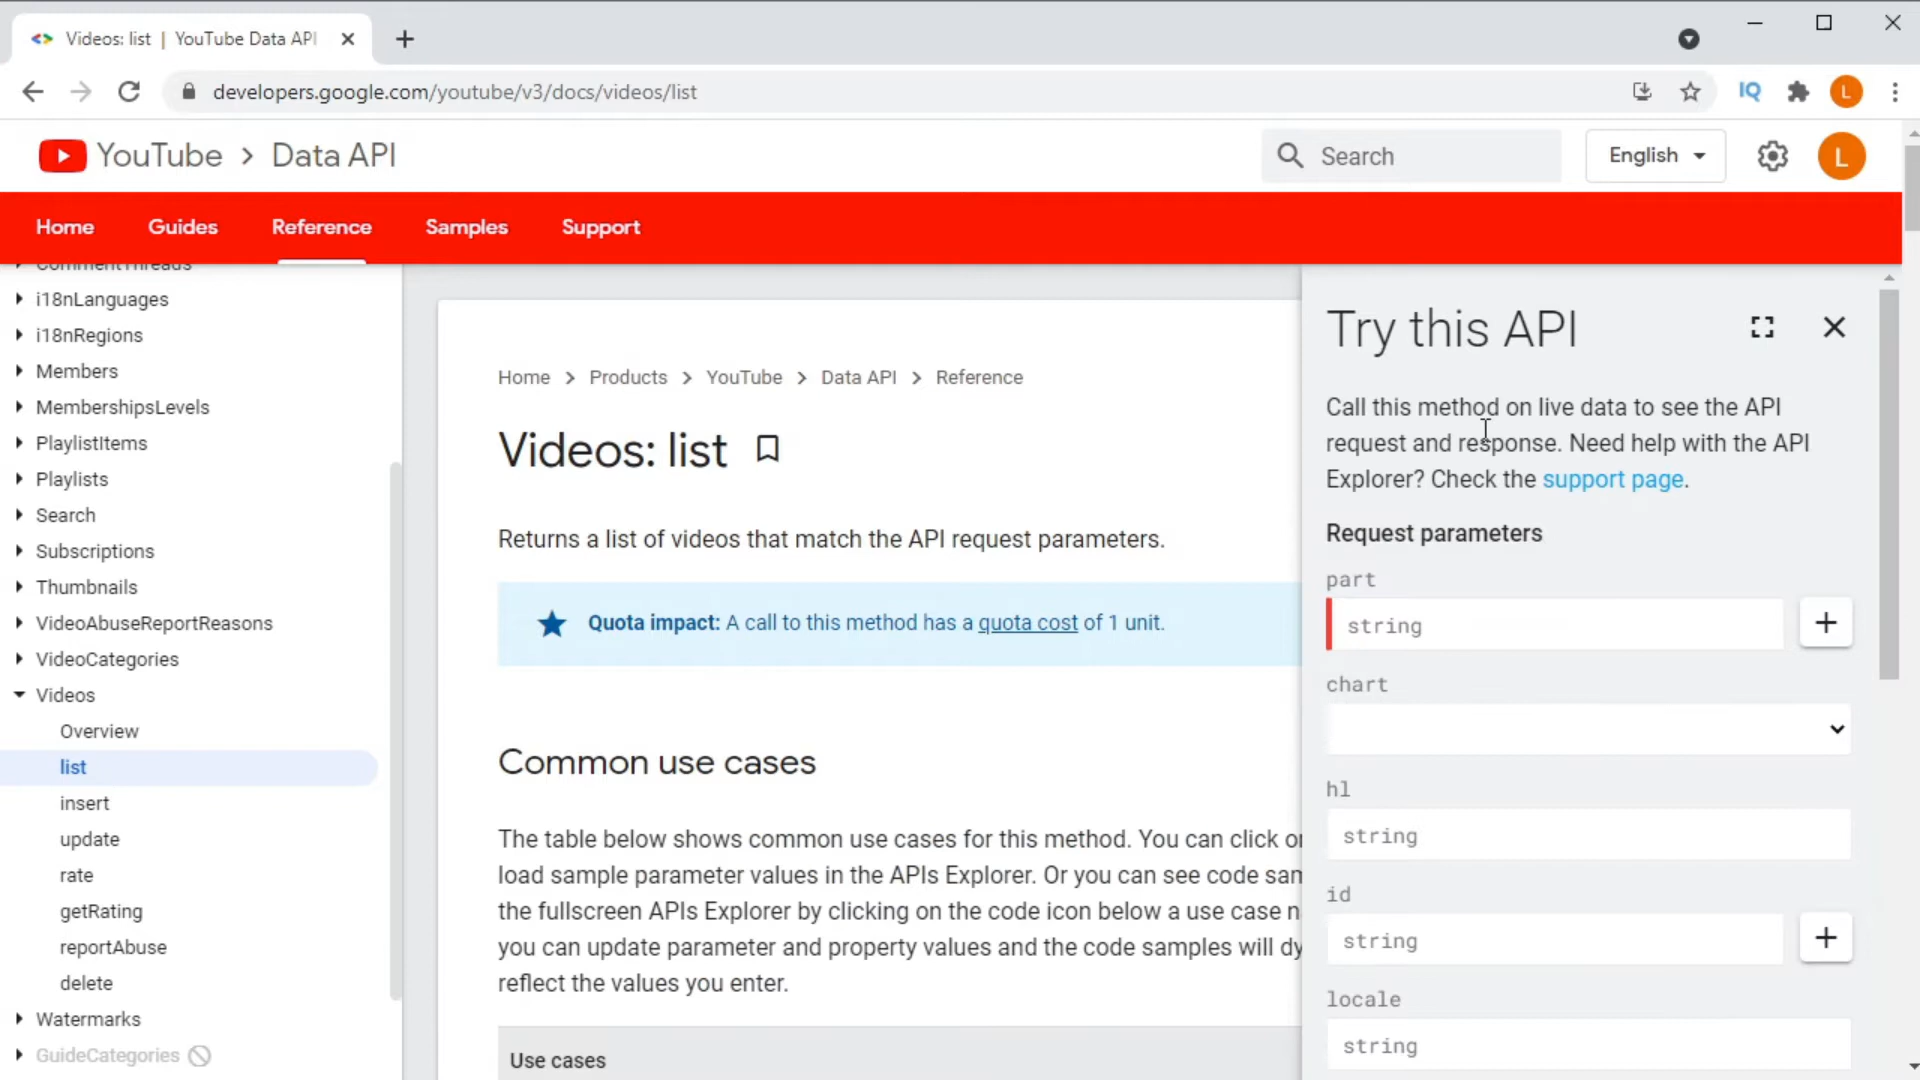 Videos: list | YouTube Data API
developers.google.com/youtube/v3/docs/videos/list
IQ
L
YouTube > Data API
Search
English
L
Home
Guides
Reference
Samples
Support
CommentThreads
i18nLanguages
i18nRegions
Members
MembershipsLevels
PlaylistItems
Playlists
Search
Subscriptions
Thumbnails
VideoAbuseReportReasons
VideoCategories
Videos
Overview
list
insert
update
rate
getRating
reportAbuse
delete
Watermarks
GuideCategories
Home > Products > YouTube > Data API > Reference
Videos: list
Returns a list of videos that match the API request parameters.
Quota impact: A call to this method has a quota cost of 1 unit.
Common use cases
The table below shows common use cases for this method. You can click
load sample parameter values in the APIs Explorer. Or you can see code
the fullscreen APIs Explorer by clicking on the code icon below a use case
you can update parameter and property values and the code samples will
reflect the values you enter.
Use cases
Try this API
Call this method on live data to see the API
request and response. Need help with the API
Explorer? Check the support page.
Request parameters
part
string
chart
hl
string
id
string
locale
string